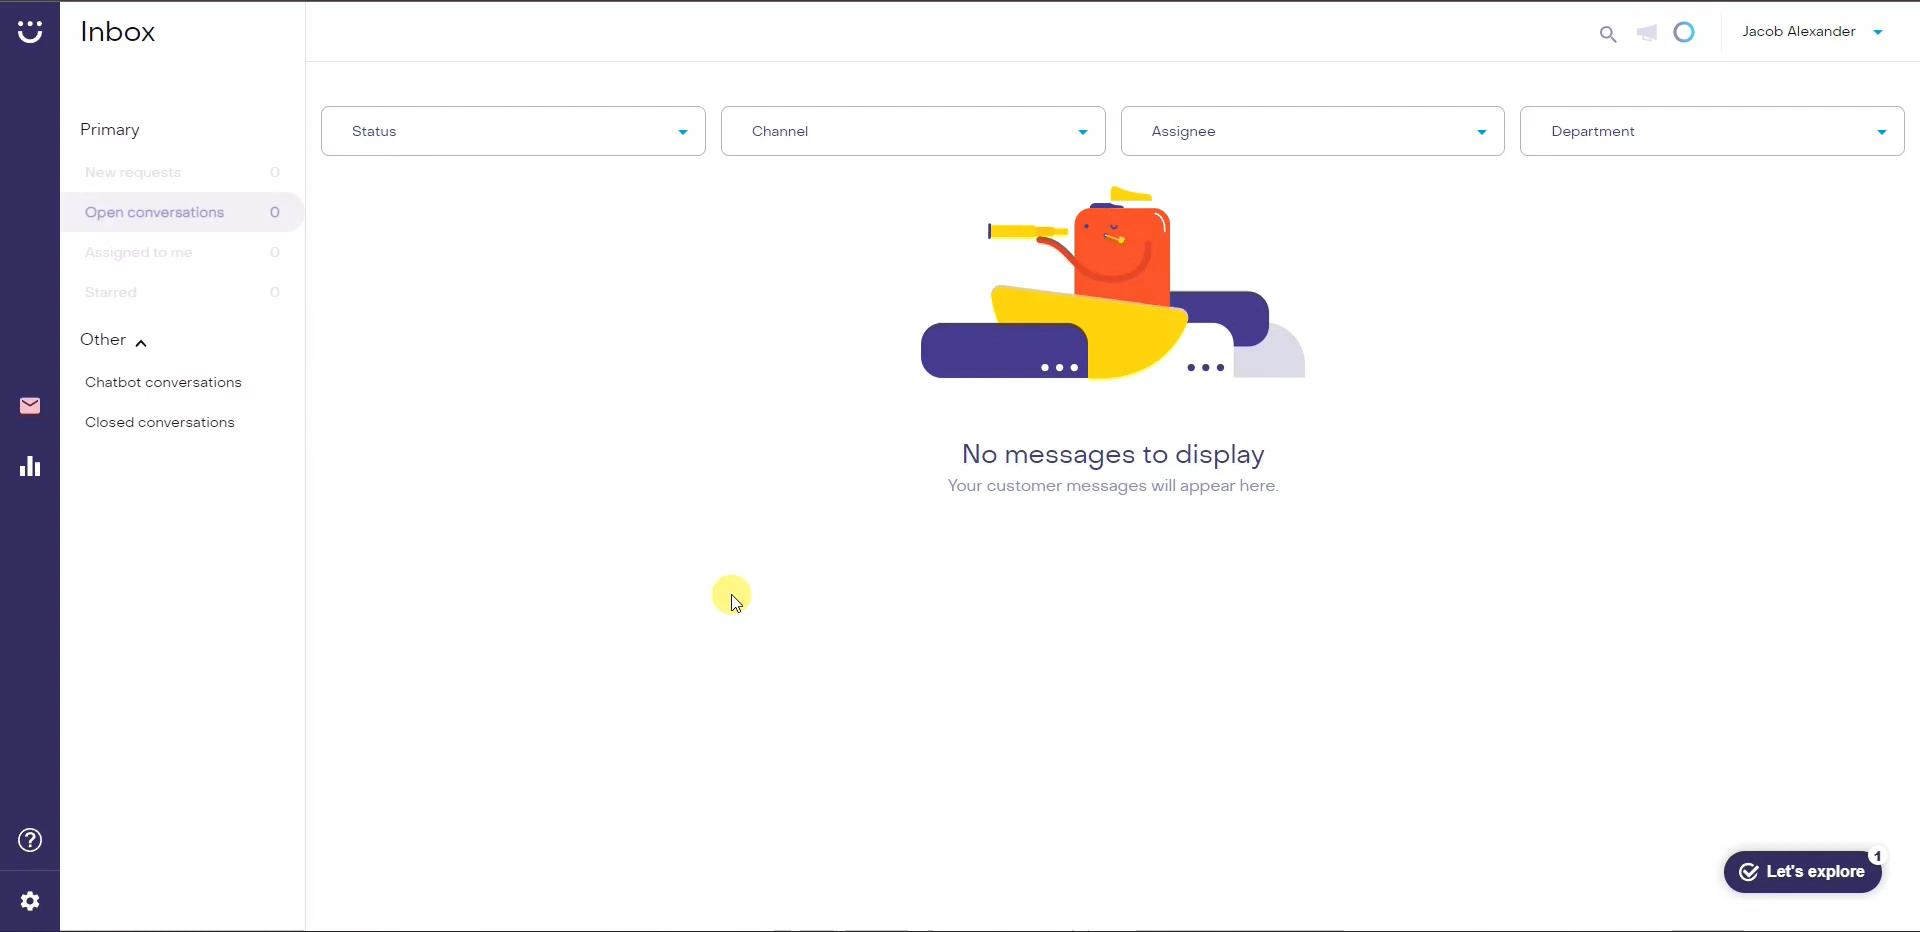 Inbox
Jacob Alexander
Status
Channel
Assignee
Department
Primary
New requests 0
Open conversations 0
Assigned to me 0
Starred 0
Other
Chatbot conversations
Closed conversations
No messages to display
Your customer messages will appear here.
1
Let's explore